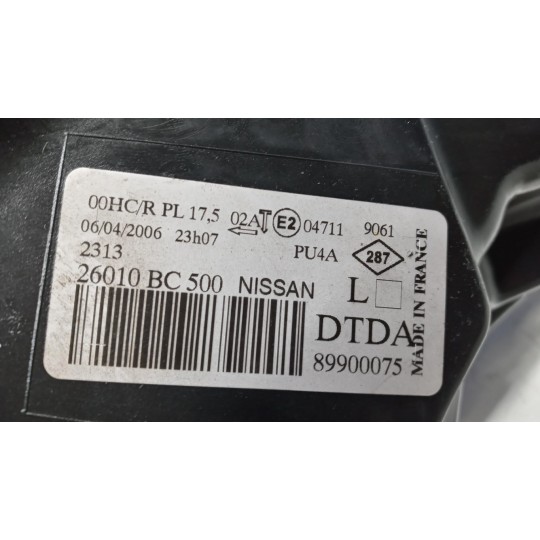 00HC/R PL 17,5 02A E2 04711 9061
06/04/2006 23h07 PU4A 287
2313
26010 BC 500 NISSAN L
DTDA
89900075
MADE IN FRANCE